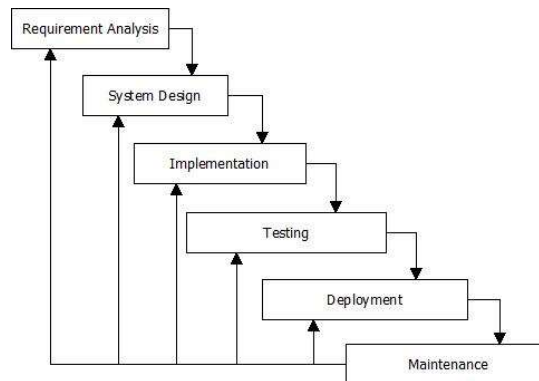 Requirement Analysis
System Design
Implementation
Testing
Deployment
Maintenance